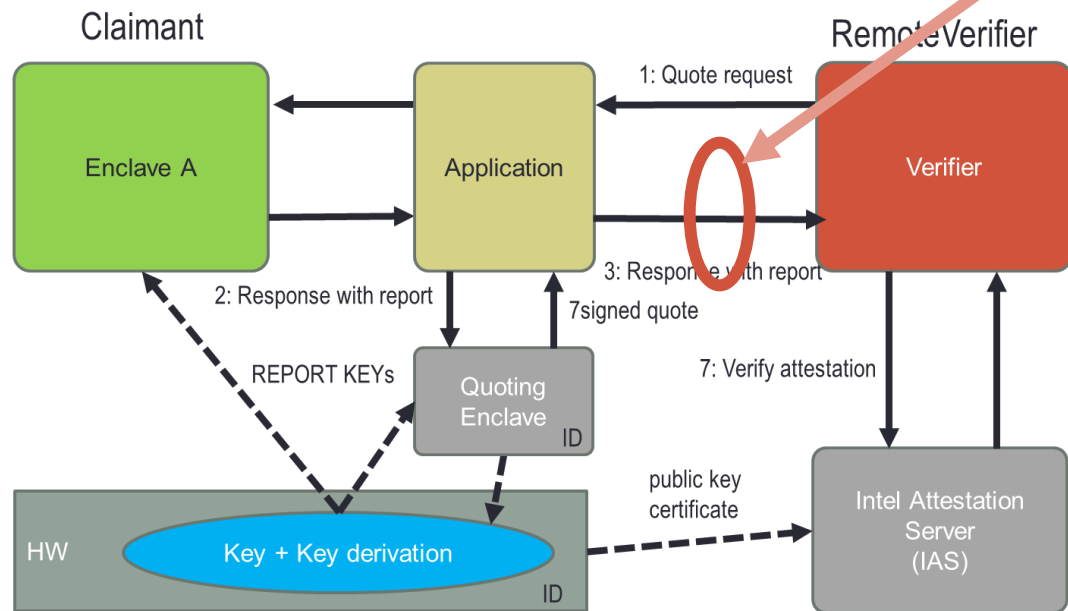 Claimant
RemoteVerifier
1: Quote request
Enclave A
Application
Verifier
3: Response with report
2: Response with report
7signed quote
REPORT KEYs
7: Verify attestation
Quoting
Enclave
ID
public key
certificate
Intel Attestation
Server
(IAS)
HW
Key + Key derivation
ID